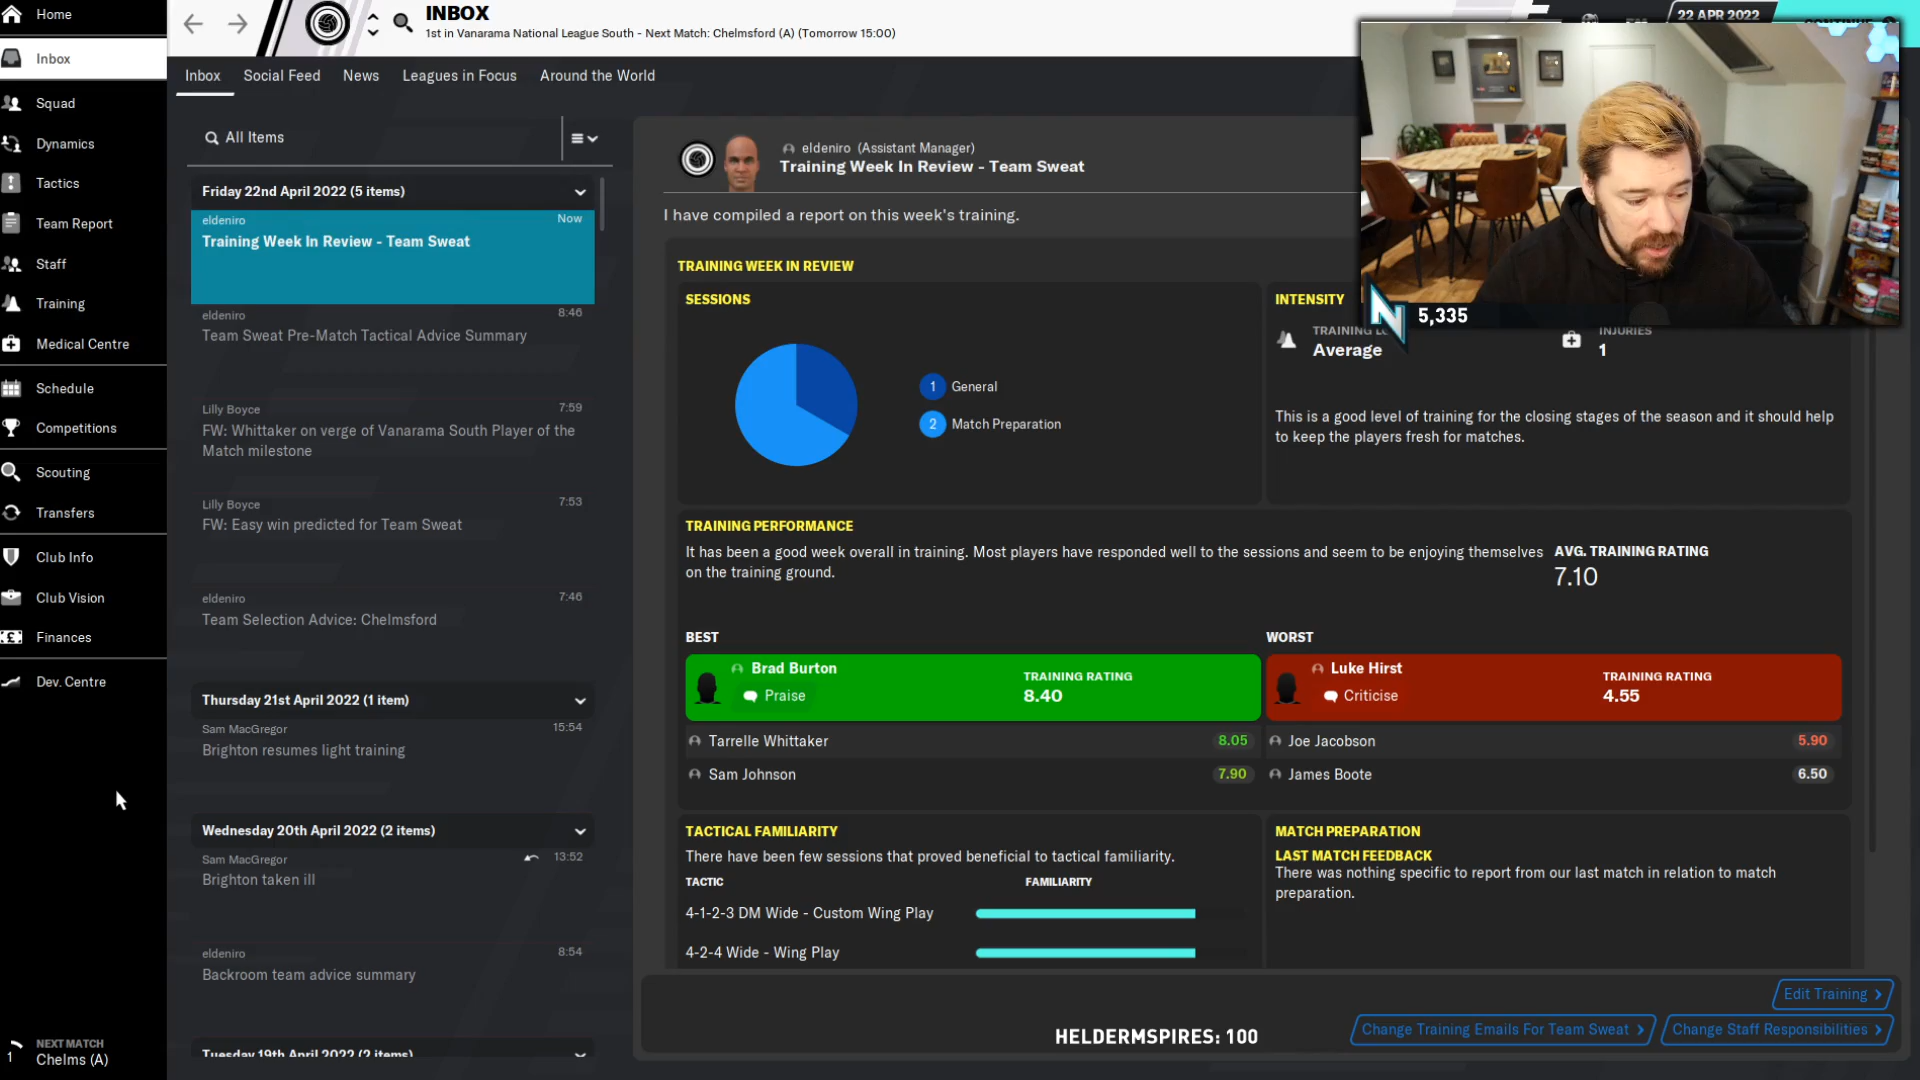 Home
Inbox
Squad
Dynamics
Tactics
Team Report
Staff
Training
Medical Centre
Schedule
Competitions
Scouting
Transfers
Club Info
Club Vision
Finances
Dev. Centre
1
NEXT MATCH
Chelms (A)
INBOX
1st in Vanarama National League South - Next Match: Chelmsford (A) (Tomorrow 15:00)
22 APR 2022
Inbox Social Feed News Leagues in Focus Around the World
All Items
Friday 22nd April 2022 (5 items)
eldeniro Now
Training Week In Review - Team Sweat
eldeniro 8:46
Team Sweat Pre-Match Tactical Advice Summary
Lilly Boyce 7:59
FW: Whittaker on verge of Vanarama South Player of the
Match milestone
Lilly Boyce 7:53
FW: Easy win predicted for Team Sweat
eldeniro 7:46
Team Selection Advice: Chelmsford
Thursday 21st April 2022 (1 item)
Sam MacGregor 15:54
Brighton resumes light training
Wednesday 20th April 2022 (2 items)
Sam MacGregor 13:52
Brighton taken ill
eldeniro 8:54
Backroom team advice summary
Tuesday 19th April 2022 (2 items)
eldeniro (Assistant Manager)
Training Week In Review - Team Sweat
I have compiled a report on this week's training.
TRAINING WEEK IN REVIEW
SESSIONS
1 General
2 Match Preparation
INTENSITY
TRAINING
Average
INJURIES
1
This is a good level of training for the closing stages of the season and it should help
to keep the players fresh for matches.
N 5,335
TRAINING PERFORMANCE
It has been a good week overall in training. Most players have responded well to the sessions and seem to be enjoying themselves
on the training ground.
AVG. TRAINING RATING
7.10
BEST
Brad Burton
Praise
TRAINING RATING
8.40
Tarrelle Whittaker 8.05
Sam Johnson 7.90
WORST
Luke Hirst
Criticise
TRAINING RATING
4.55
Joe Jacobson 5.90
James Boote 6.50
TACTICAL FAMILIARITY
There have been few sessions that proved beneficial to tactical familiarity.
TACTIC FAMILIARITY
4-1-2-3 DM Wide - Custom Wing Play
4-2-4 Wide - Wing Play
MATCH PREPARATION
LAST MATCH FEEDBACK
There was nothing specific to report from our last match in relation to match
preparation.
Edit Training
Change Training Emails For Team Sweat
Change Staff Responsibilities
HELDERMSPIRES: 100